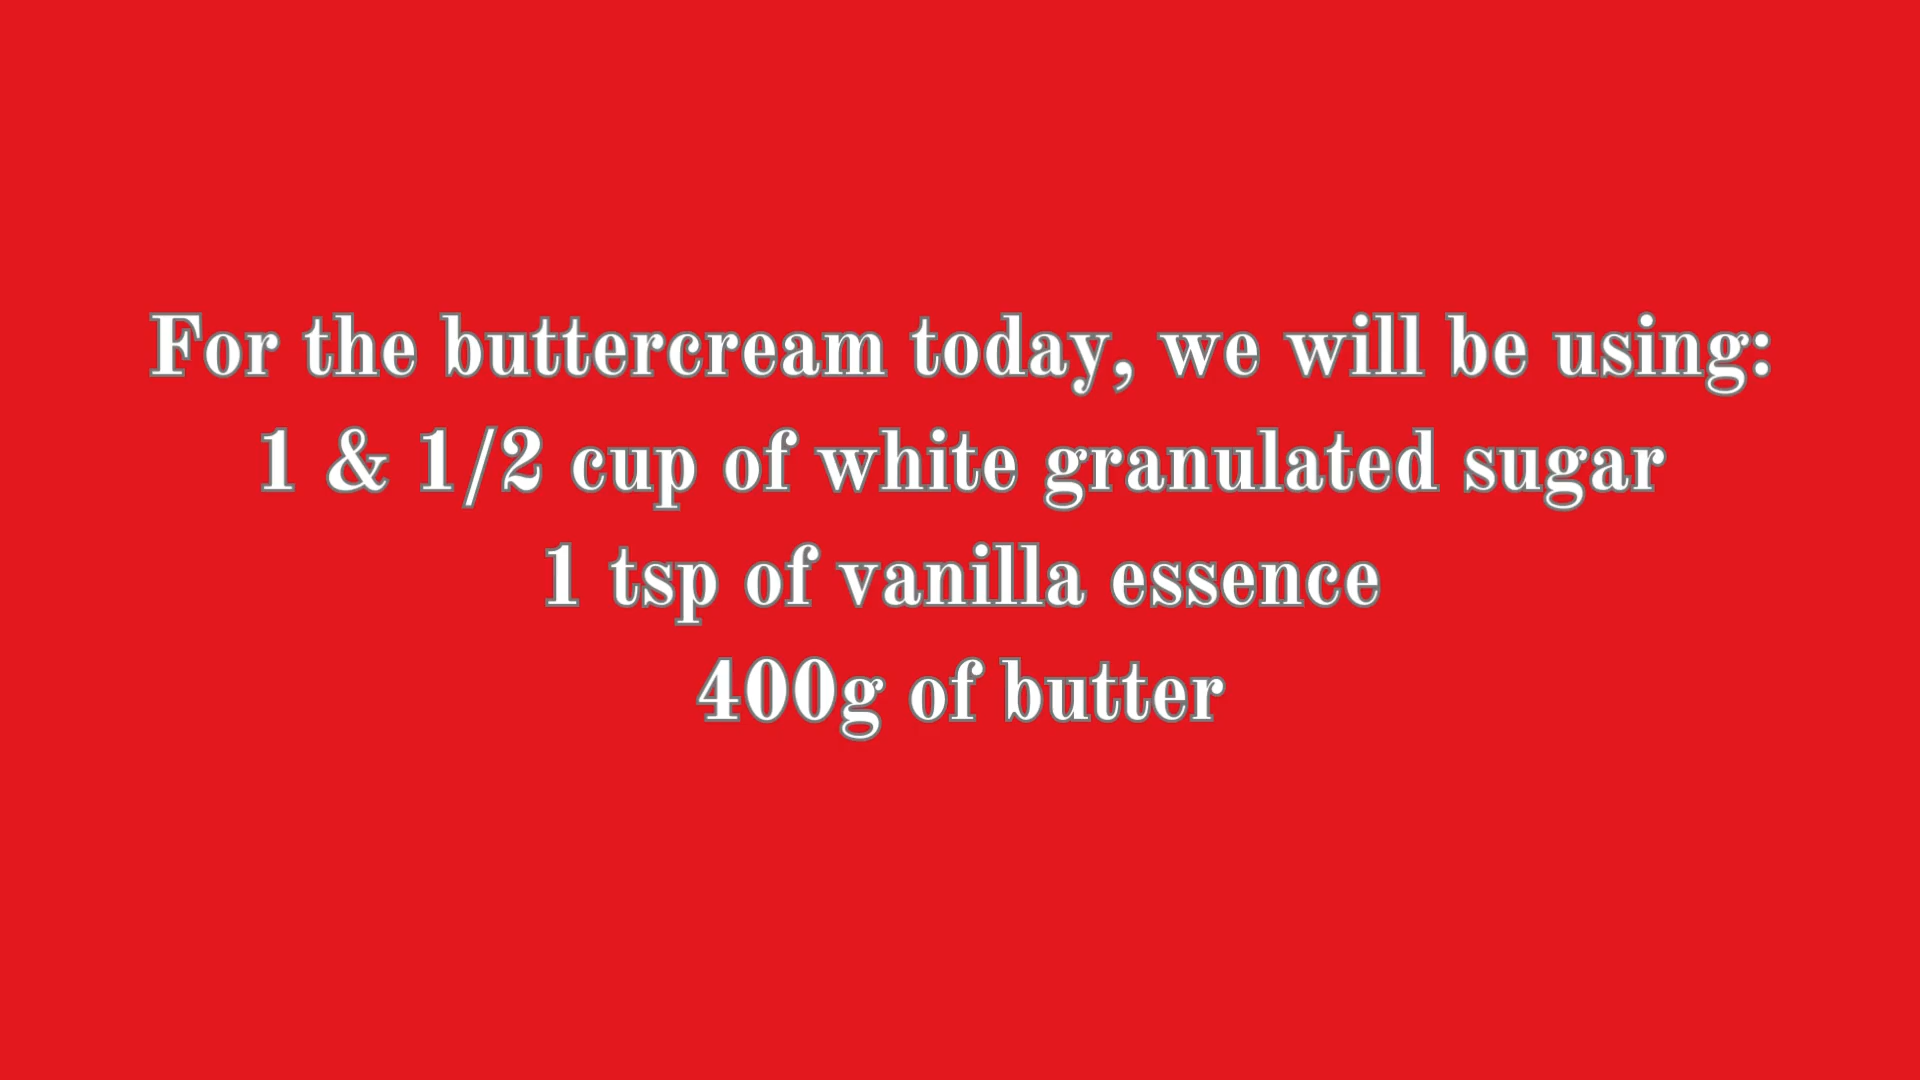 For the buttercream today, we will be using:
1 & 1/2 cup of white granulated sugar
1 tsp of vanilla essence
400g of butter